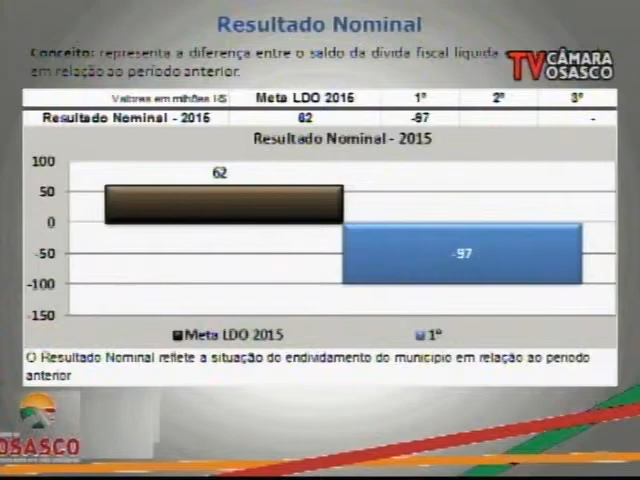 Resultado Nominal
Conceito: representa a diferença entre o saldo da dívida fiscal líquida
em relação ao período anterior.
TV CÂMARA
OSASCO
Valores em milhões R$ Meta LDO 2015 1º 2º 3º
Resultado Nominal - 2015 62 -97 -
Resultado Nominal - 2015
100
50
0
-50
-100
-150
62
-97
Meta LDO 2015 1º
O Resultado Nominal reflete a situação do endividamento do município em relação ao período
anterior
OSASCO